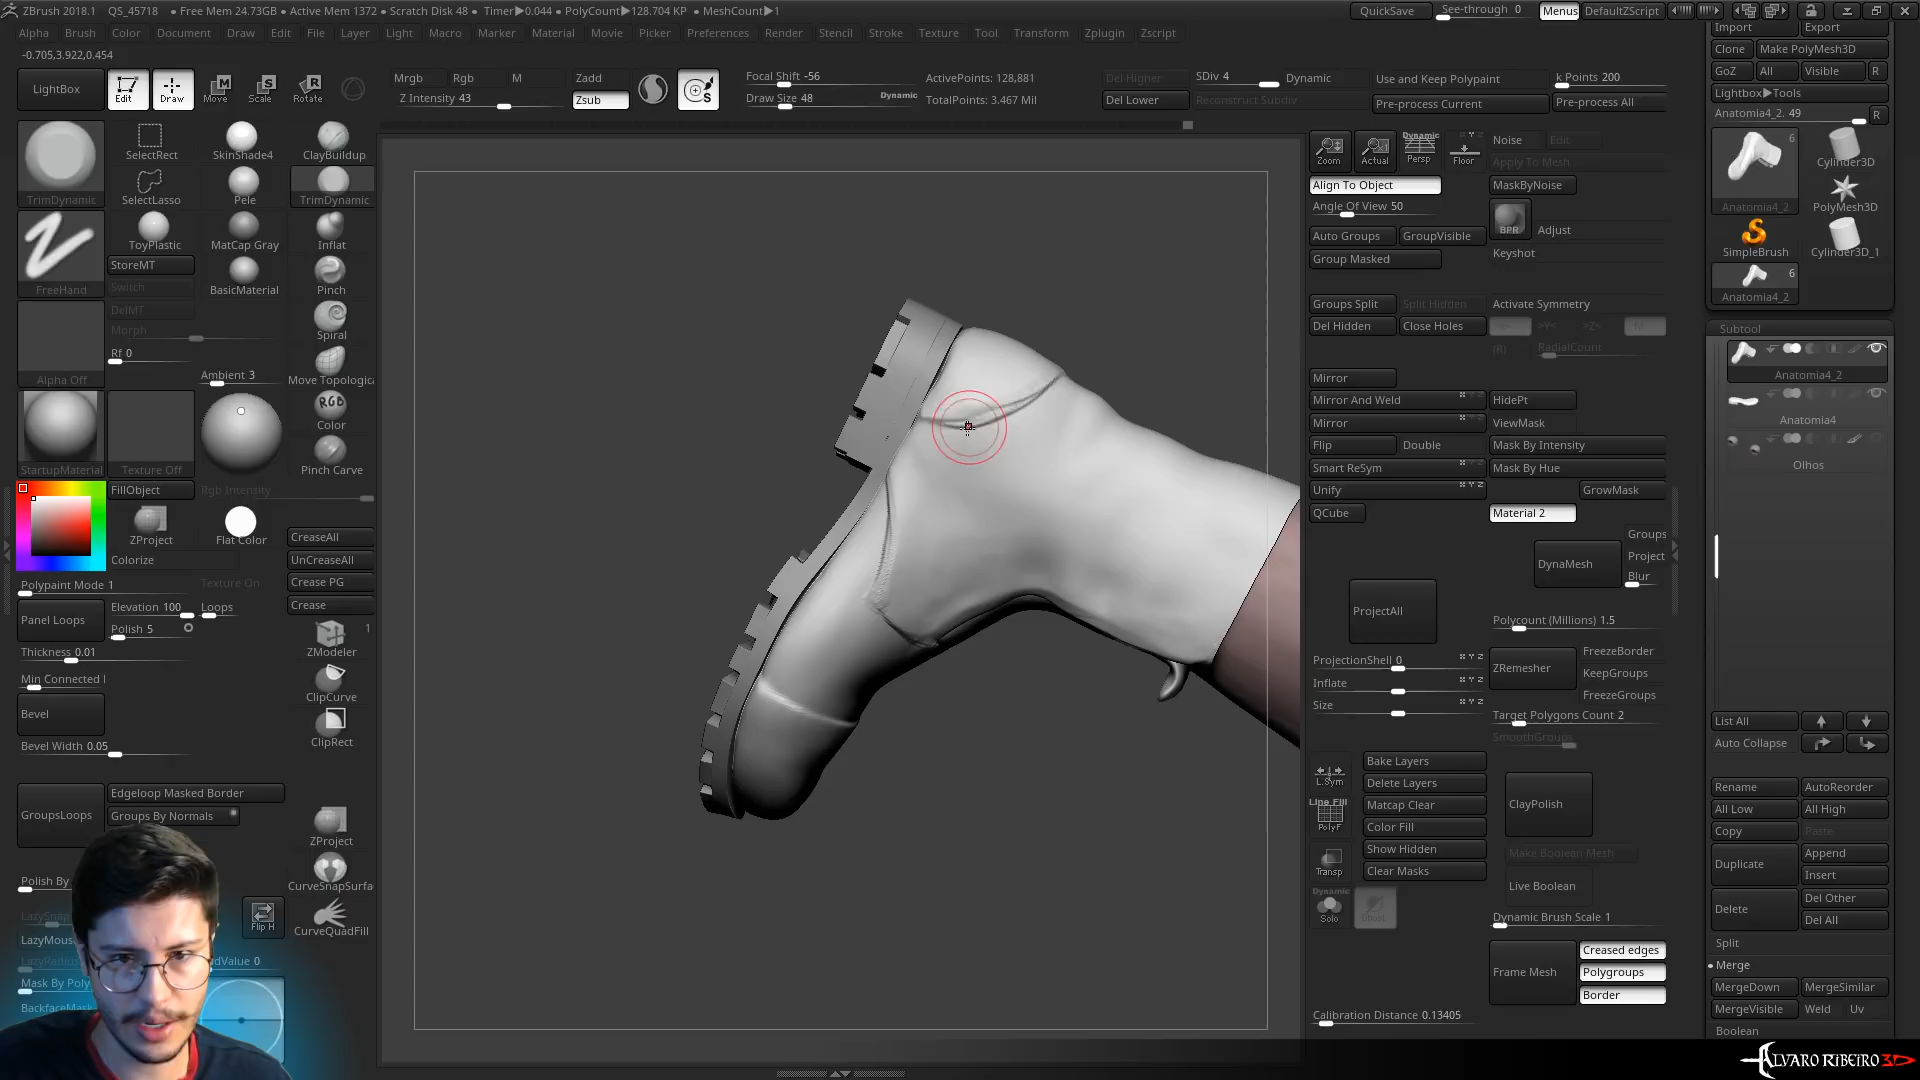 ZBrush 2018.1 QS_45718 • Free Mem 24.73GB • Active Mem 1372 • Scratch Disk 48 • Timer▶0.044 • PolyCount▶128.704 KP • MeshCount▶1
QuickSave See-through 0 Menus DefaultZScript
Alpha Brush Color Document Draw Edit File Layer Light Macro Marker Material Movie Picker Preferences Render Stencil Stroke Texture Tool Transform Zplugin Zscript
-0.705,3.922,0.454
LightBox Edit Draw Move Scale Rotate
Mrgb Rgb M
Z Intensity 43
Zadd
Zsub
Focal Shift -56
Draw Size 48 Dynamic
ActivePoints: 128,881
TotalPoints: 3.467 Mil
Del Higher
Del Lower
SDiv 4 Dynamic
Reconstruct Subdiv
Use and Keep Polypaint
Pre-process Current
k Points 200
Pre-process All
TrimDynamic
FreeHand
Alpha Off
StartupMaterial
Texture Off
SelectRect
SelectLasso
ToyPlastic
StoreMT
Switch
DelMT
Morph
Rf 0
Ambient 3
SkinShade4
Pele
MatCap Gray
BasicMaterial
ClayBuildup
TrimDynamic
Inflat
Pinch
Spiral
Move Topologica
RGB
Color
Pinch Carve
FillObject
Rgb Intensity
ZProject
Flat Color
Colorize
Texture On
Polypaint Mode 1
Panel Loops
Elevation 100
Loops
Polish 5
Thickness 0.01
Min Connected
Bevel
Bevel Width 0.05
CreaseAll
UnCreaseAll
Crease PG
Crease
1
ZModeler
ClipCurve
ClipRect
GroupsLoops
Edgeloop Masked Border
Groups By Normals
Polish By
ZProject
CurveSnapSurfa
CurveQuadFill
Flip H
LazySnap
LazyMous
LazyRadius
dValue 0
Mask By Poly
BackfaceMask
Zoom
Actual
Dynamic
Persp
Floor
Align To Object
Angle Of View 50
Auto Groups
GroupVisible
Group Masked
Groups Split
Split Hidden
Del Hidden
Close Holes
Mirror
Mirror And Weld
Mirror
Flip
Double
Smart ReSym
Unify
QCube
ProjectAll
ProjectionShell 0
Inflate
Size
L.Sym
Line Fill
PolyF
Transp
Dynamic
Solo
Ghost
Bake Layers
Delete Layers
Matcap Clear
Color Fill
Show Hidden
Clear Masks
Calibration Distance 0.13405
Noise
Edit
Apply To Mesh
MaskByNoise
BPR
Adjust
Keyshot
Activate Symmetry
>X< >Y< >Z< >M<
(R) RadialCount
HidePt
ViewMask
Mask By Intensity
Mask By Hue
GrowMask
Material 2
Groups
DynaMesh
Project
Blur
Polycount (Millions) 1.5
ZRemesher
FreezeBorder
KeepGroups
FreezeGroups
Target Polygons Count 2
SmoothGroups
ClayPolish
Make Boolean Mesh
Live Boolean
Dynamic Brush Scale 1
Frame Mesh
Creased edges
Polygroups
Border
Import
Export
Clone
Make PolyMesh3D
GoZ
All
Visible
R
Lightbox▶Tools
Anatomia4_2. 49
R
6
Anatomia4_2
Cylinder3D
PolyMesh3D
SimpleBrush
Cylinder3D_1
6
Anatomia4_2
Subtool
Anatomia4_2
Anatomia4
Olhos
List All
Auto Collapse
Rename
AutoReorder
All Low
All High
Copy
Paste
Duplicate
Append
Insert
Delete
Del Other
Del All
Split
Merge
MergeDown
MergeSimilar
MergeVisible
Weld
Uv
Boolean
ALVARO RIBEIRO 3D